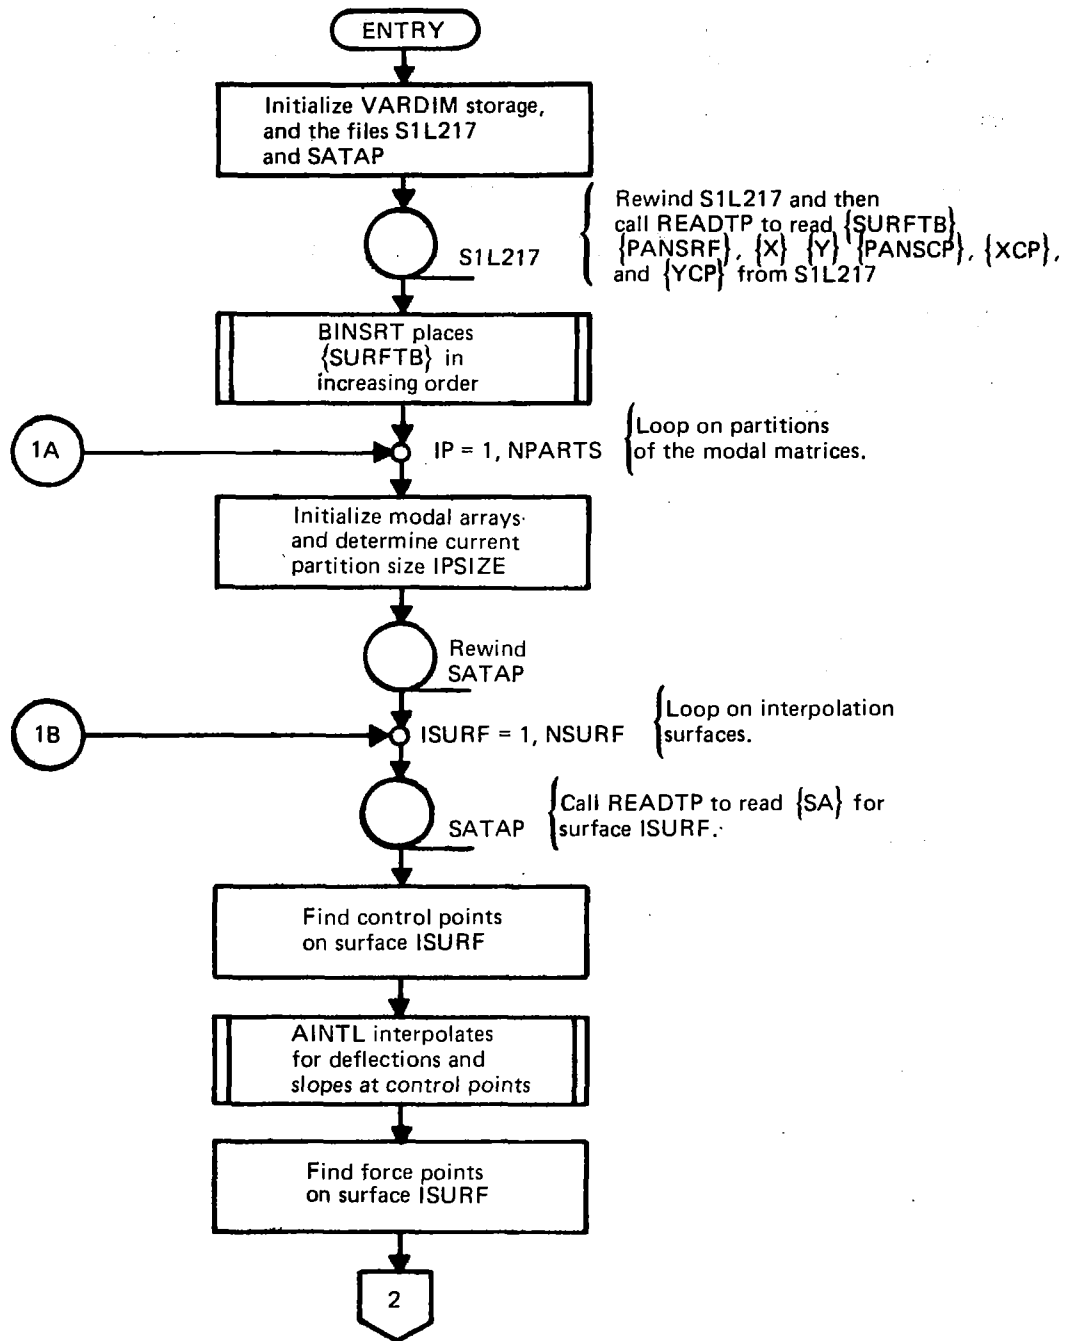 ENTRY
Initialize VARDIM storage,
and the files S1L217
and SATAP
S1L217
Rewind S1L217 and then
call READTP to read {SURFTB}
{PANSRF}, {X} {Y} {PANSCP}, {XCP},
and {YCP} from S1L217
BINSRT places
{SURFTB} in
increasing order
1A
IP = 1, NPARTS
Loop on partitions
of the modal matrices.
Initialize modal arrays
and determine current
partition size IPSIZE
Rewind
SATAP
1B
ISURF = 1, NSURF
Loop on interpolation
surfaces.
SATAP
Call READTP to read {SA} for
surface ISURF.
Find control points
on surface ISURF
AINTL interpolates
for deflections and
slopes at control points
Find force points
on surface ISURF
2